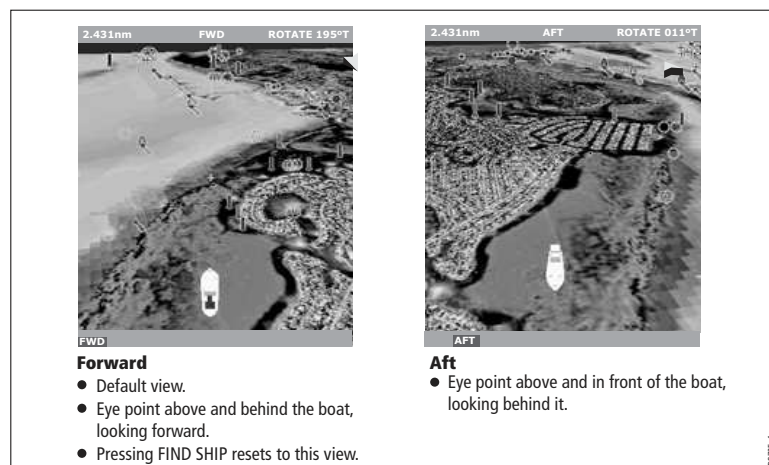 2.431nm FWD ROTATE 195°T
FWD
Forward
● Default view.
● Eye point above and behind the boat,
looking forward.
● Pressing FIND SHIP resets to this view.
2.431nm AFT ROTATE 011°T
AFT
Aft
● Eye point above and in front of the boat,
looking behind it.